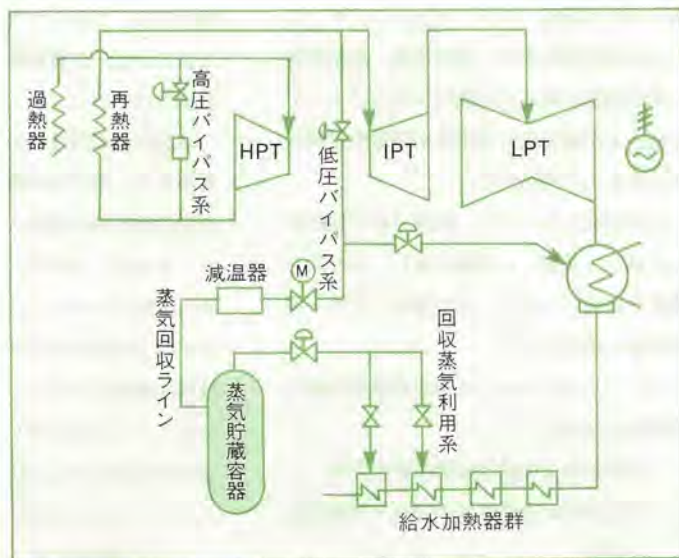 過熱器
再熱器
高圧バイパス系
HPT
低圧バイパス系
IPT
LPT
減温器
M
蒸気回収ライン
蒸気貯蔵容器
回収蒸気利用系
給水加熱器群